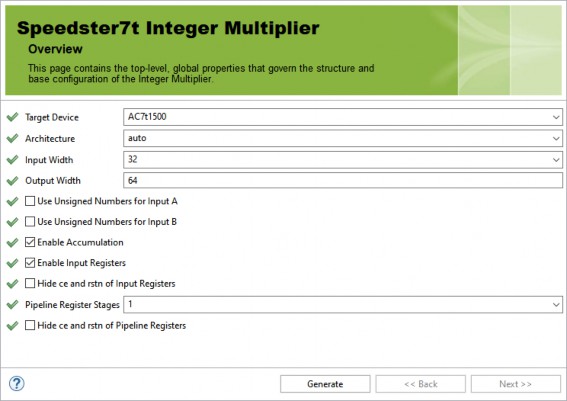 Speedster7t Integer Multiplier
Overview
This page contains the top-level, global properties that govern the structure and
base configuration of the Integer Multiplier.
Target Device AC7t1500
Architecture auto
Input Width 32
Output Width 64
Use Unsigned Numbers for Input A
Use Unsigned Numbers for Input B
Enable Accumulation
Enable Input Registers
Hide ce and rstn of Input Registers
Pipeline Register Stages 1
Hide ce and rstn of Pipeline Registers
? Generate << Back Next >>